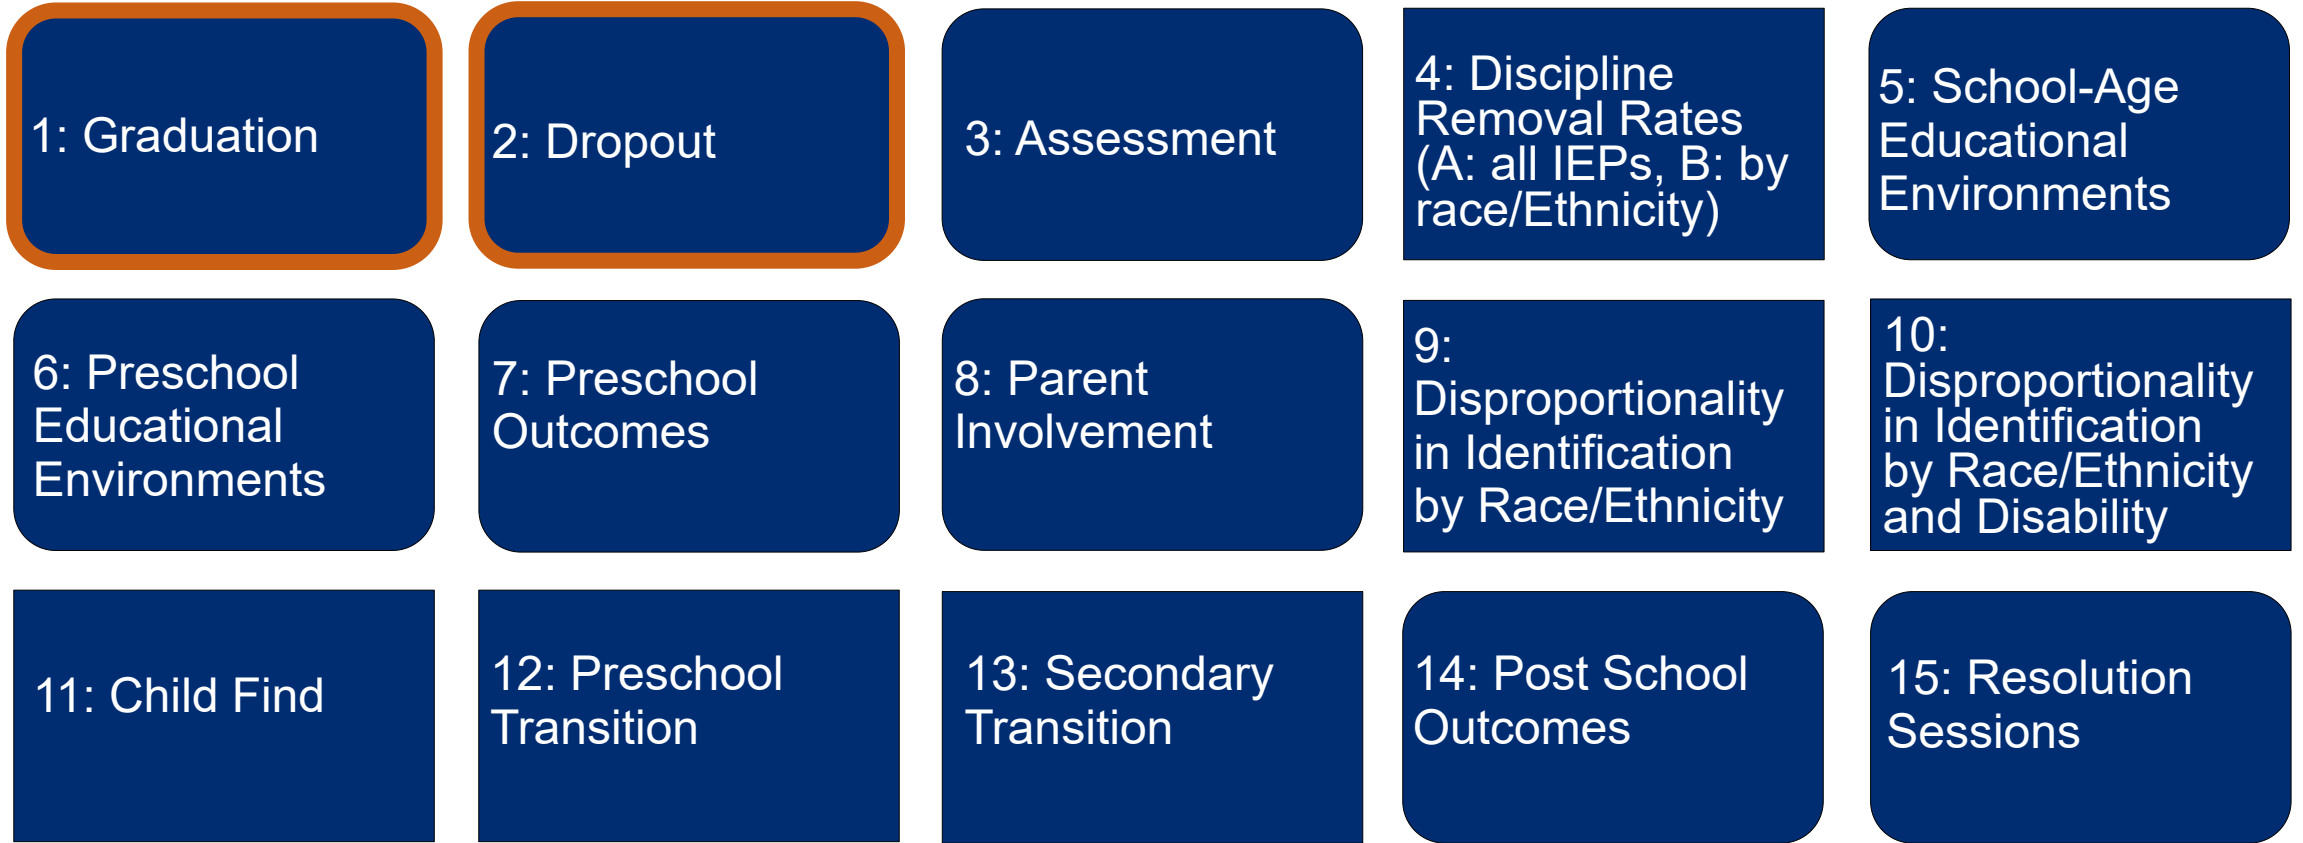 1: Graduation
2: Dropout
3: Assessment
4: Discipline
Removal Rates
(A: all IEPs, B: by
race/Ethnicity)
5: School-Age
Educational
Environments
6: Preschool
Educational
Environments
7: Preschool
Outcomes
8: Parent
Involvement
9:
Disproportionality
in Identification
by Race/Ethnicity
10:
Disproportionality
in Identification
by Race/Ethnicity
and Disability
11: Child Find
12: Preschool
Transition
13: Secondary
Transition
14: Post School
Outcomes
15: Resolution
Sessions